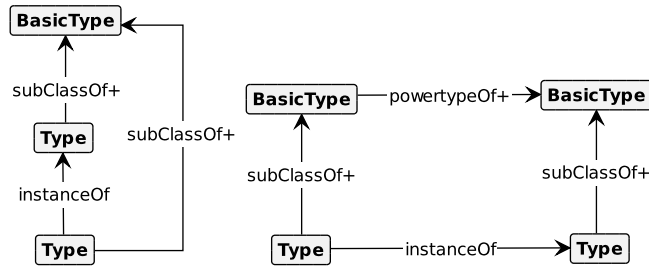 BasicType
subClassOf+
Type
subClassOf+
instanceOf
Type
BasicType
powertypeOf+
BasicType
subClassOf+
subClassOf+
Type
instanceOf
Type